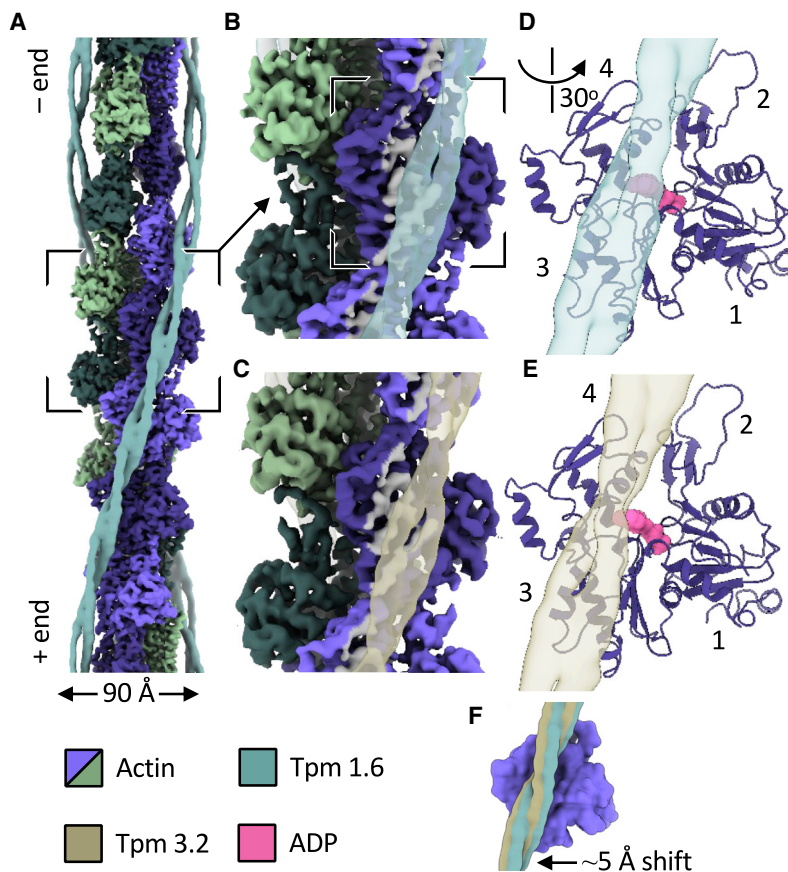 A
B
D
– end
4
30º
2
3
1
C
E
4
2
3
1
+ end
90 Å
F
Actin
Tpm 1.6
Tpm 3.2
ADP
~5 Å shift